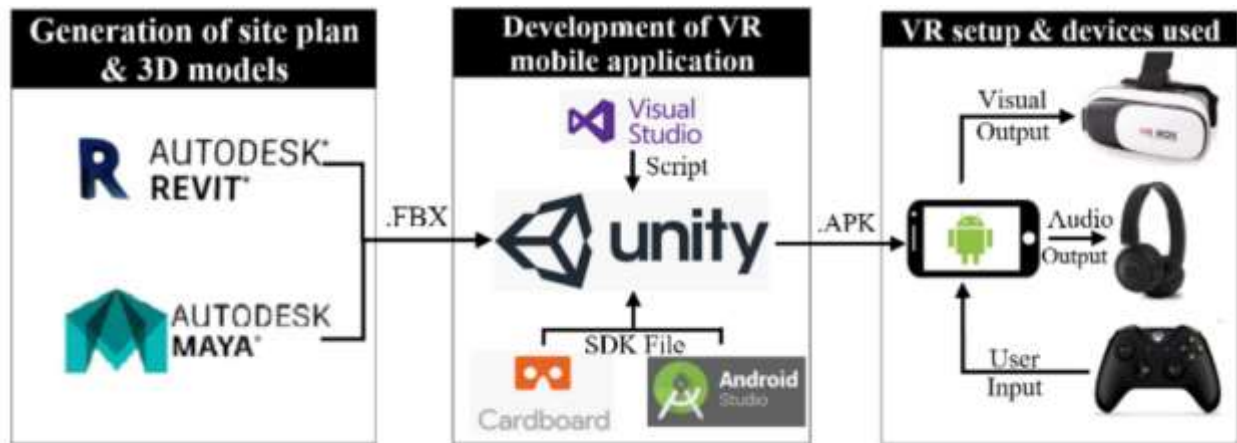 Generation of site plan
& 3D models
AUTODESK®
REVIT®
AUTODESK
MAYA®
.FBX
Development of VR
mobile application
Visual
Studio
Script
unity
SDK File
Cardboard
Android
Studio
.APK
VR setup & devices used
Visual
Output
Audio
Output
User
Input